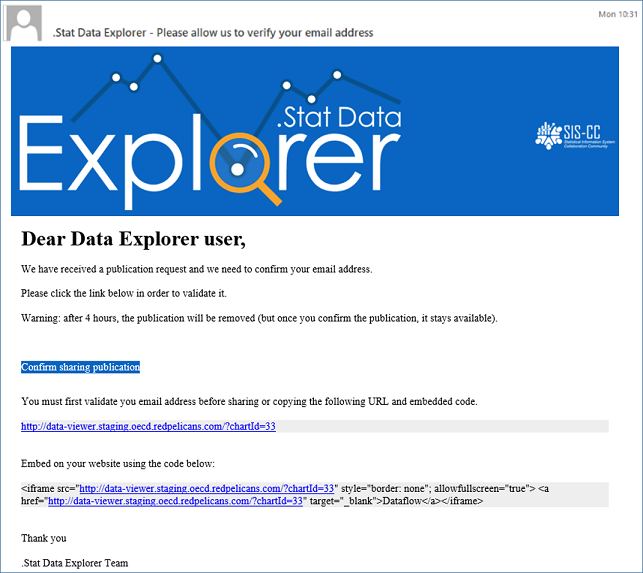 Mon 10:31
.Stat Data Explorer - Please allow us to verify your email address
.Stat Data
Explorer
SIS-CC
Statistical Information System
Collaboration Community
Dear Data Explorer user,
We have received a publication request and we need to confirm your email address.
Please click the link below in order to validate it.
Warning: after 4 hours, the publication will be removed (but once you confirm the publication, it stays available).
Confirm sharing publication
You must first validate you email address before sharing or copying the following URL and embedded code.
http://data-viewer.staging.oecd.redpelicans.com/?chartId=33
Embed on your website using the code below:
<iframe src="http://data-viewer.staging.oecd.redpelicans.com/?chartId=33" style="border: none"; allowfullscreen="true"> <a
href="http://data-viewer.staging.oecd.redpelicans.com/?chartId=33" target="_blank">Dataflow</a></iframe>
Thank you
.Stat Data Explorer Team